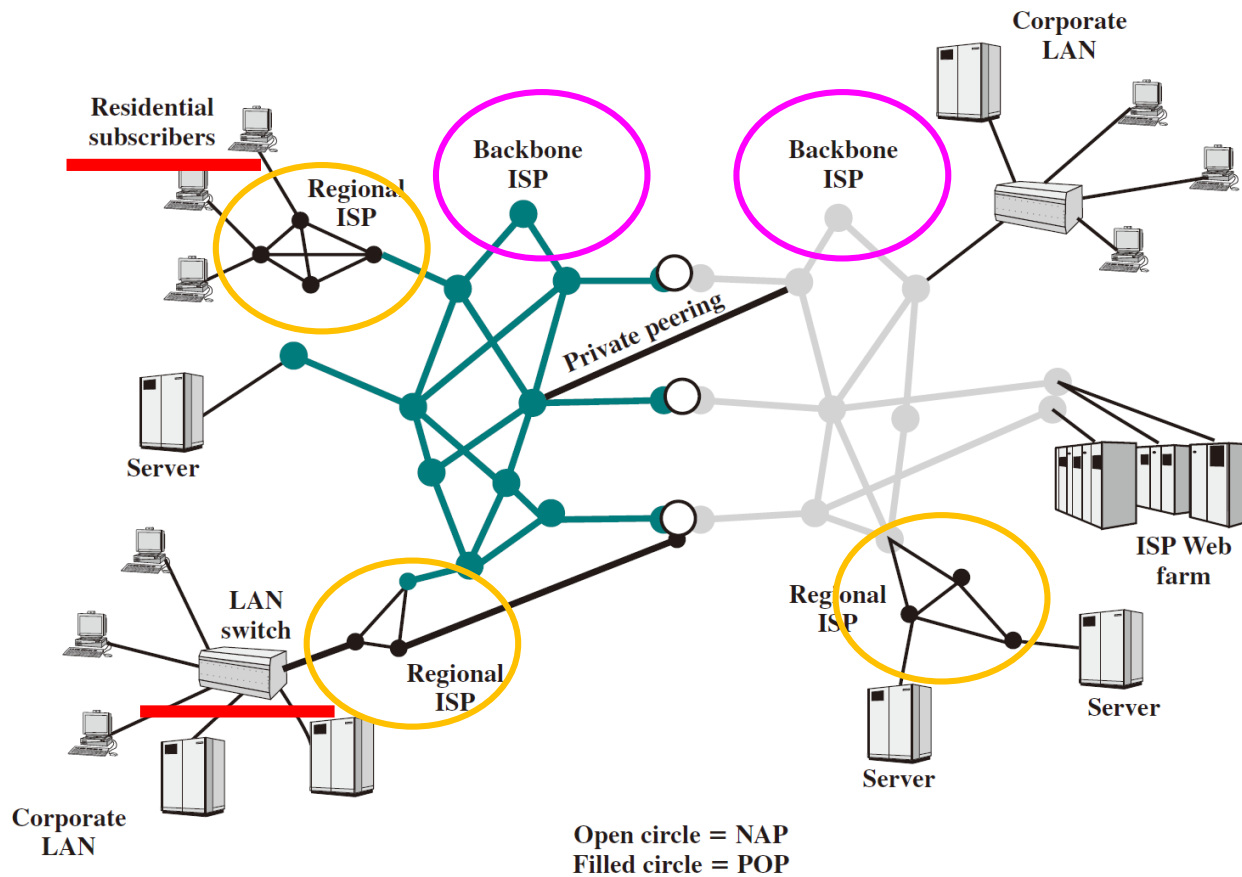 Corporate
LAN
Residential
subscribers
Backbone
ISP
Backbone
ISP
Regional
ISP
Private peering
Server
ISP Web
farm
LAN
switch
Regional
ISP
Regional
ISP
Server
Server
Corporate
LAN
Open circle = NAP
Filled circle = POP